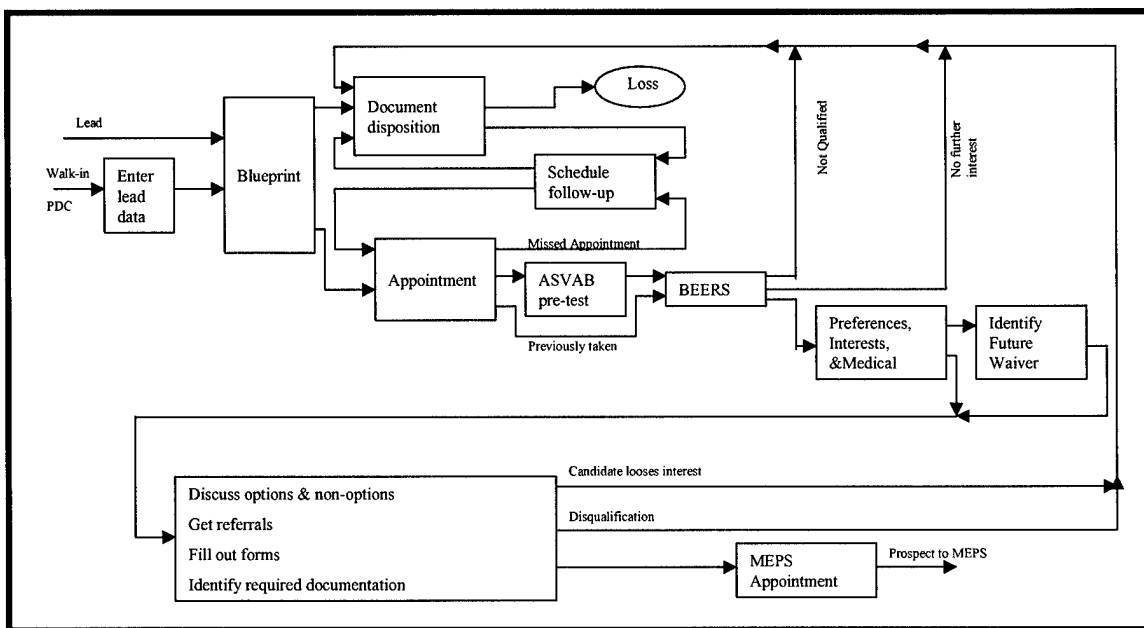 Lead
Walk-in
PDC
Enter
lead
data
Blueprint
Document
disposition
Loss
Schedule
follow-up
Missed Appointment
Appointment
ASVAB
pre-test
Previously taken
BEERS
Not Qualified
No further
interest
Preferences,
Interests,
&Medical
Identify
Future
Waiver
Discuss options & non-options
Get referrals
Fill out forms
Identify required documentation
Candidate looses interest
Disqualification
MEPS
Appointment
Prospect to MEPS